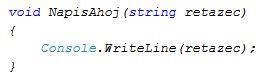 void NapisAhoj(string retazec)
{
    Console.WriteLine(retazec);
}